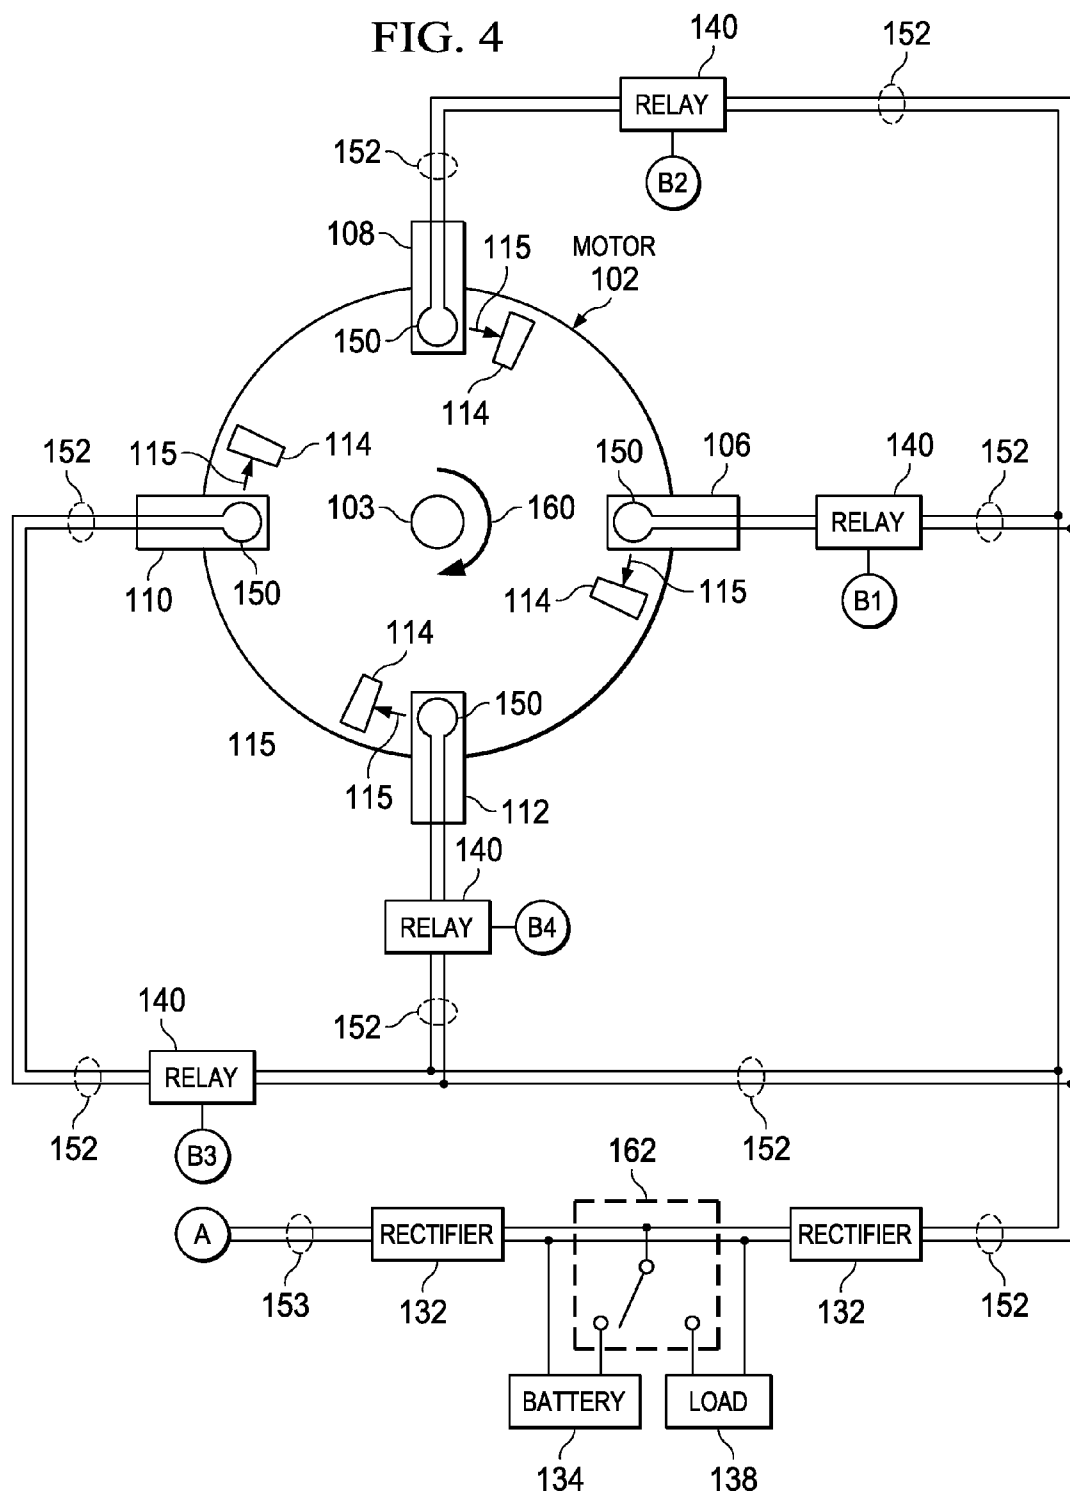 FIG. 4
140
152
RELAY
152
B2
108
115
MOTOR
102
150
114
152
115
114
150
106
140
152
103
160
RELAY
110
150
114
115
B1
114
150
115
115
112
140
RELAY
B4
140
152
RELAY
152
B3
162
152
A
RECTIFIER
RECTIFIER
153
132
132
152
BATTERY
LOAD
134
138